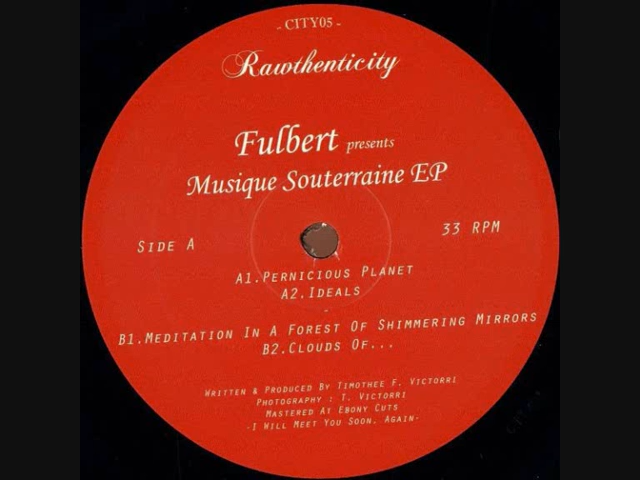 - CITY05 -
Rawthenticity
Fulbert presents
Musique Souterraine EP
SIDE A
33 RPM
A1.PERNICIOUS PLANET
A2.IDEALS
-
B1.MEDITATION IN A FOREST OF SHIMMERING MIRRORS
B2.CLOUDS OF...
WRITTEN & PRODUCED BY TIMOTHEE F. VICTORRI
PHOTOGRAPHY : T. VICTORRI
MASTERED AT EBONY CUTS
-I WILL MEET YOU SOON, AGAIN-